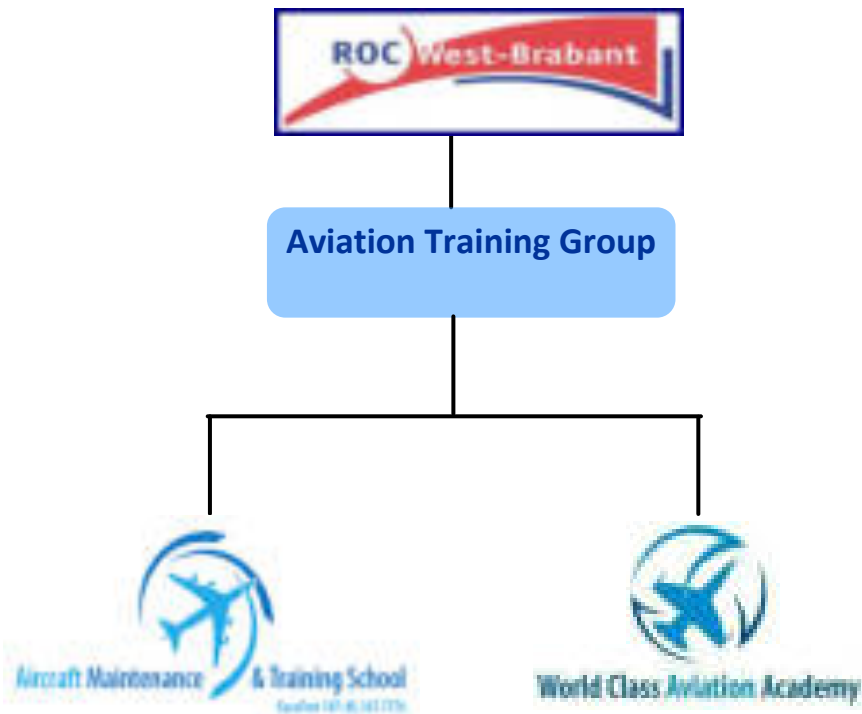 ROC West-Brabant
Aviation Training Group
Aircraft Maintenance & Training School
World Class Aviation Academy